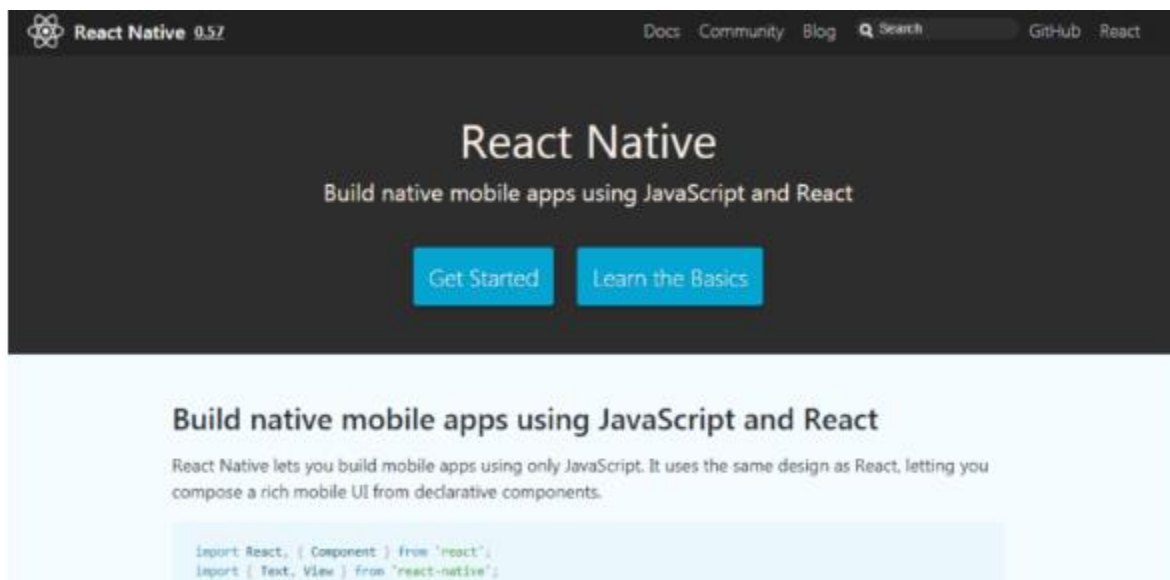 React Native 0.57 Docs Community Blog Search GitHub React
React Native
Build native mobile apps using JavaScript and React
Get Started Learn the Basics
Build native mobile apps using JavaScript and React
React Native lets you build mobile apps using only JavaScript. It uses the same design as React, letting you
compose a rich mobile UI from declarative components.
import React, { Component } from 'react';
import { Text, View } from 'react-native';